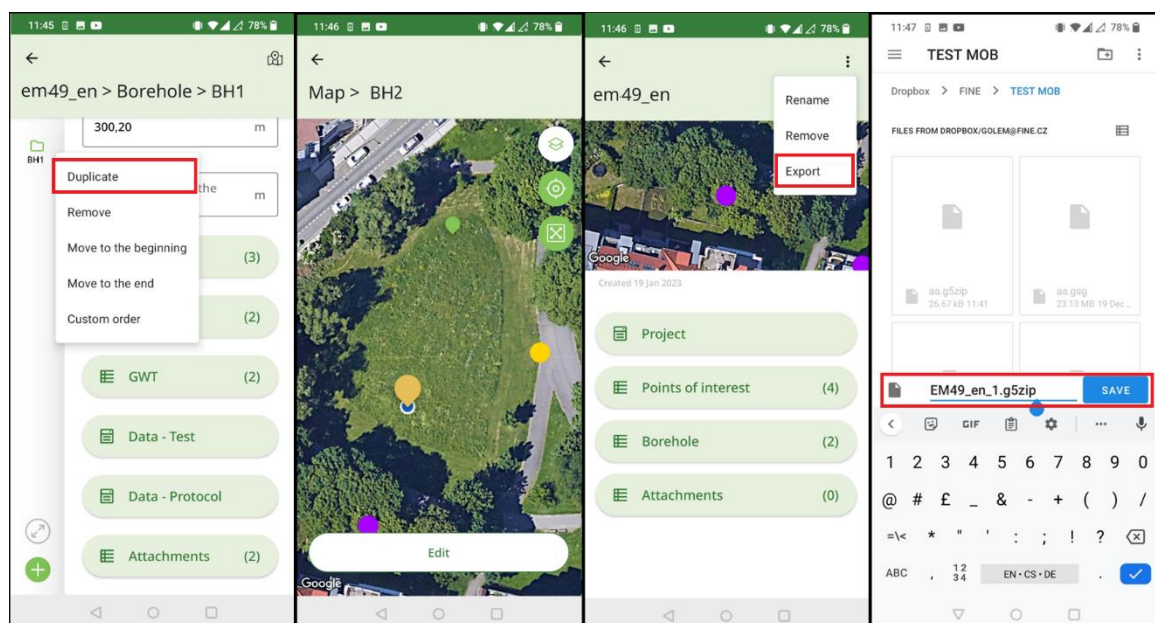 11:45
78%
em49_en > Borehole > BH1
300,20 m
BH1
Duplicate
the m
Remove
Move to the beginning
(3)
Move to the end
Custom order
(2)
GWT (2)
Data - Test
Data - Protocol
Attachments (2)
11:46
78%
Map > BH2
Edit
Google
11:46
78%
em49_en
Rename
Remove
Export
Google
Created 19 Jan 2023
Project
Points of interest (4)
Borehole (2)
Attachments (0)
11:47
78%
TEST MOB
Dropbox > FINE > TEST MOB
FILES FROM DROPBOX/GOLEM@FINE.CZ
aa.g5zip
26.67 kB 11:41
aa.gsg
23.13 MB 19 Dec...
EM49_en_1.g5zip
SAVE
GIF
1 2 3 4 5 6 7 8 9 0
@ # £ _ & - + ( ) /
=\< * " ' : ; ! ?
ABC , 12 34 EN • CS • DE .